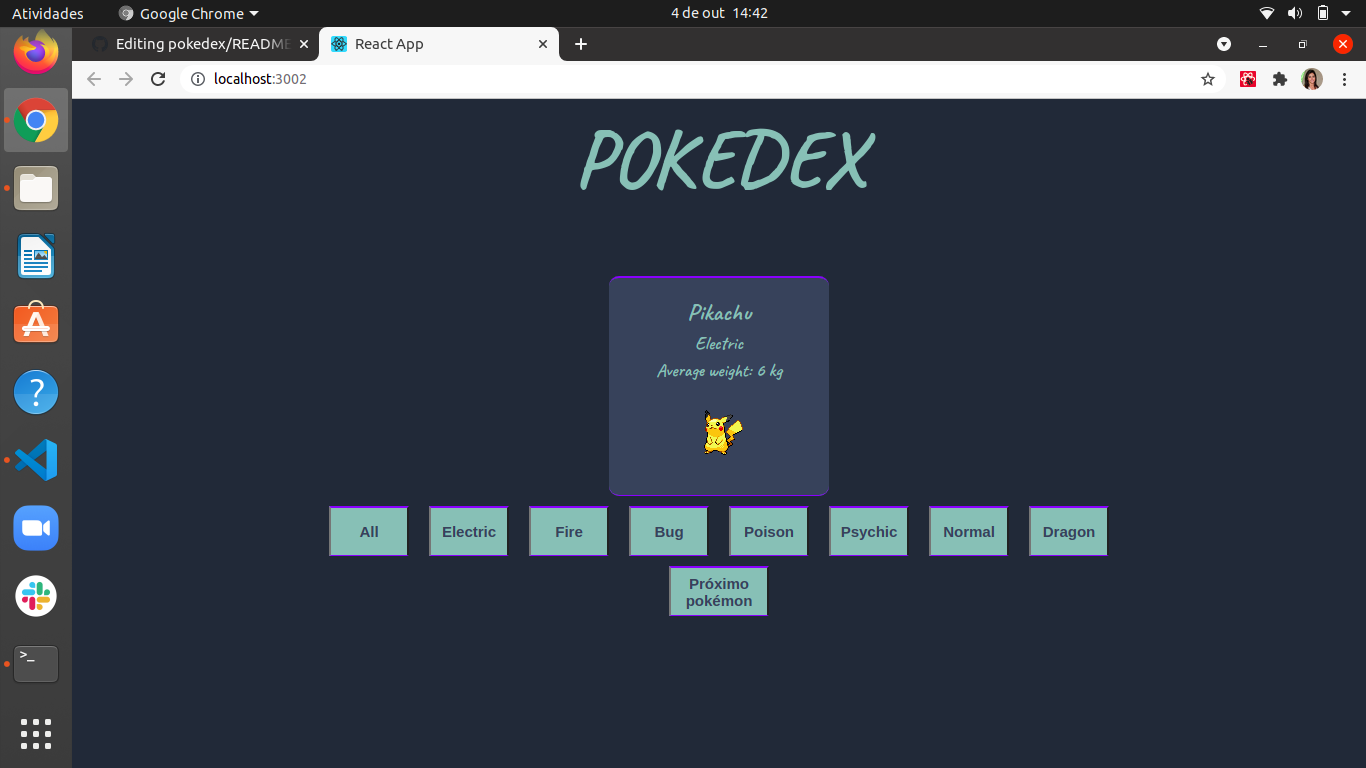 Atividades
Google Chrome
4 de out 14:42
Editing pokedex/README
React App
localhost:3002
POKEDEX
Pikachu
Electric
Average weight: 6 kg
All
Electric
Fire
Bug
Poison
Psychic
Normal
Dragon
Próximo
pokémon
>_
?